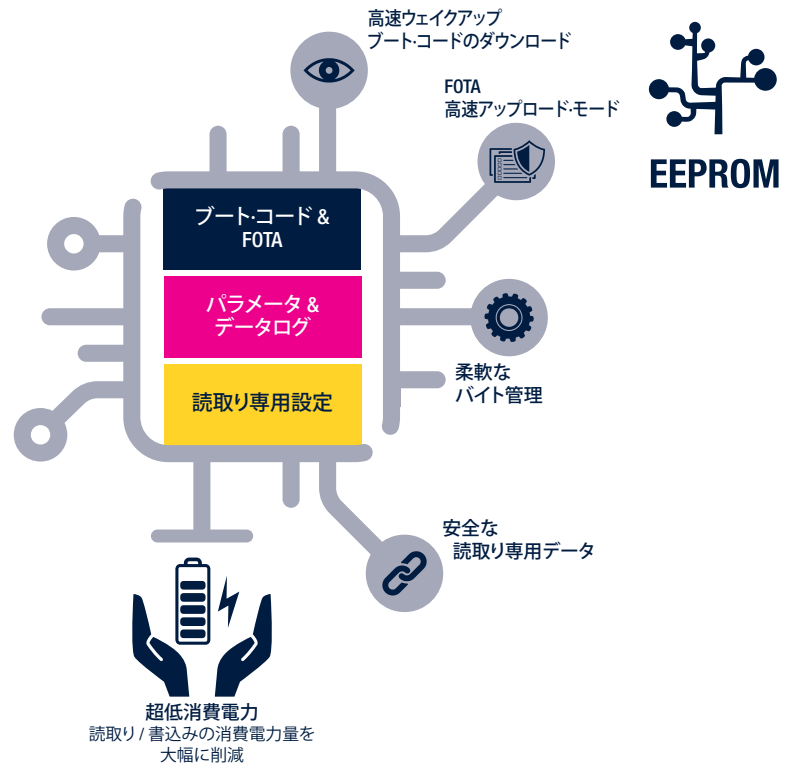 高速ウェイクアップ
ブート･コードのダウンロード
FOTA
高速アップロード･モード
EEPROM
ブート･コード &
FOTA
パラメータ &
データログ
読取り専用設定
柔軟な
バイト管理
安全な
読取り専用データ
超低消費電力
読取り / 書込みの消費電力量を
大幅に削減